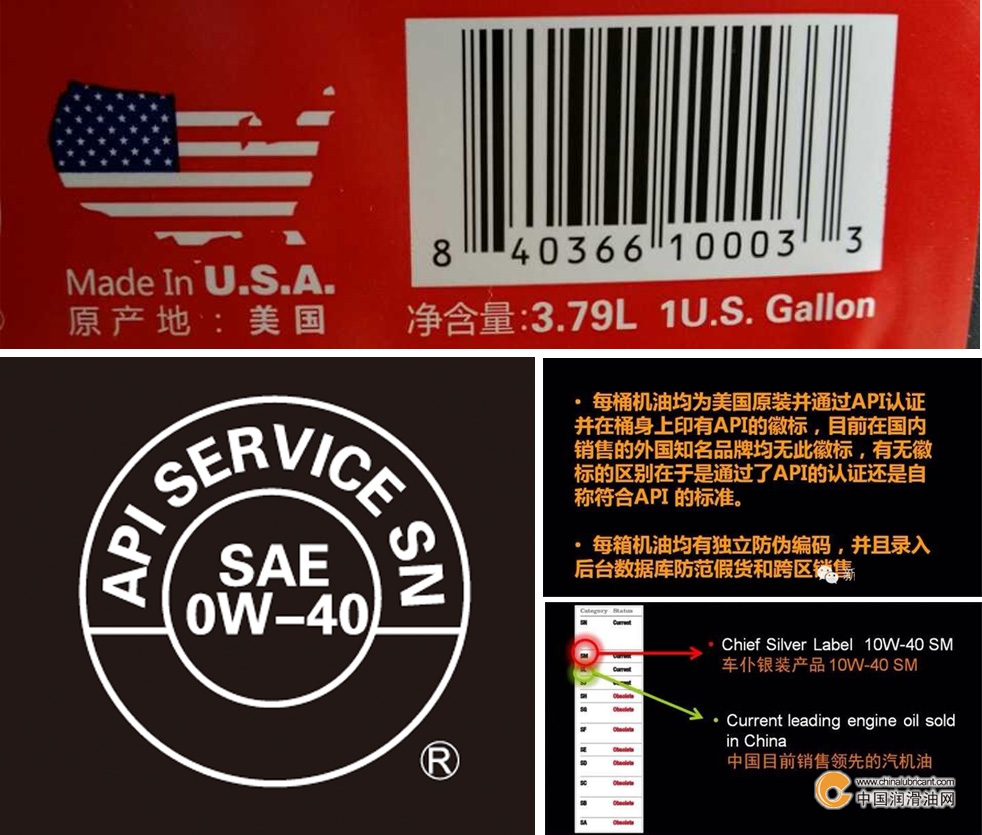 Made In U.S.A.
原产地：美国
8 40366 10003 3
净含量:3.79L 1U.S. Gallon
API SERVICE SN
SAE
0W-40
®
• 每桶机油均为美国原装并通过API认证
并在桶身上印有API的徽标，目前在国内
销售的外国知名品牌均无此徽标，有无徽
标的区别在于是通过了API的认证还是自
称符合API 的标准。
• 每箱机油均有独立防伪编码，并且录入
后台数据库防范假货和跨区销售
Category Status
SN Current
SM Current
Current
Current
SH Obsolete
SG Obsolete
SF Obsolete
SE Obsolete
SD Obsolete
SC Obsolete
SB Obsolete
SA Obsolete
• Chief Silver Label 10W-40 SM
车仆银装产品 10W-40 SM
• Current leading engine oil sold
in China
中国目前销售领先的汽机油
www.chinalubricant.com
中国润滑油网